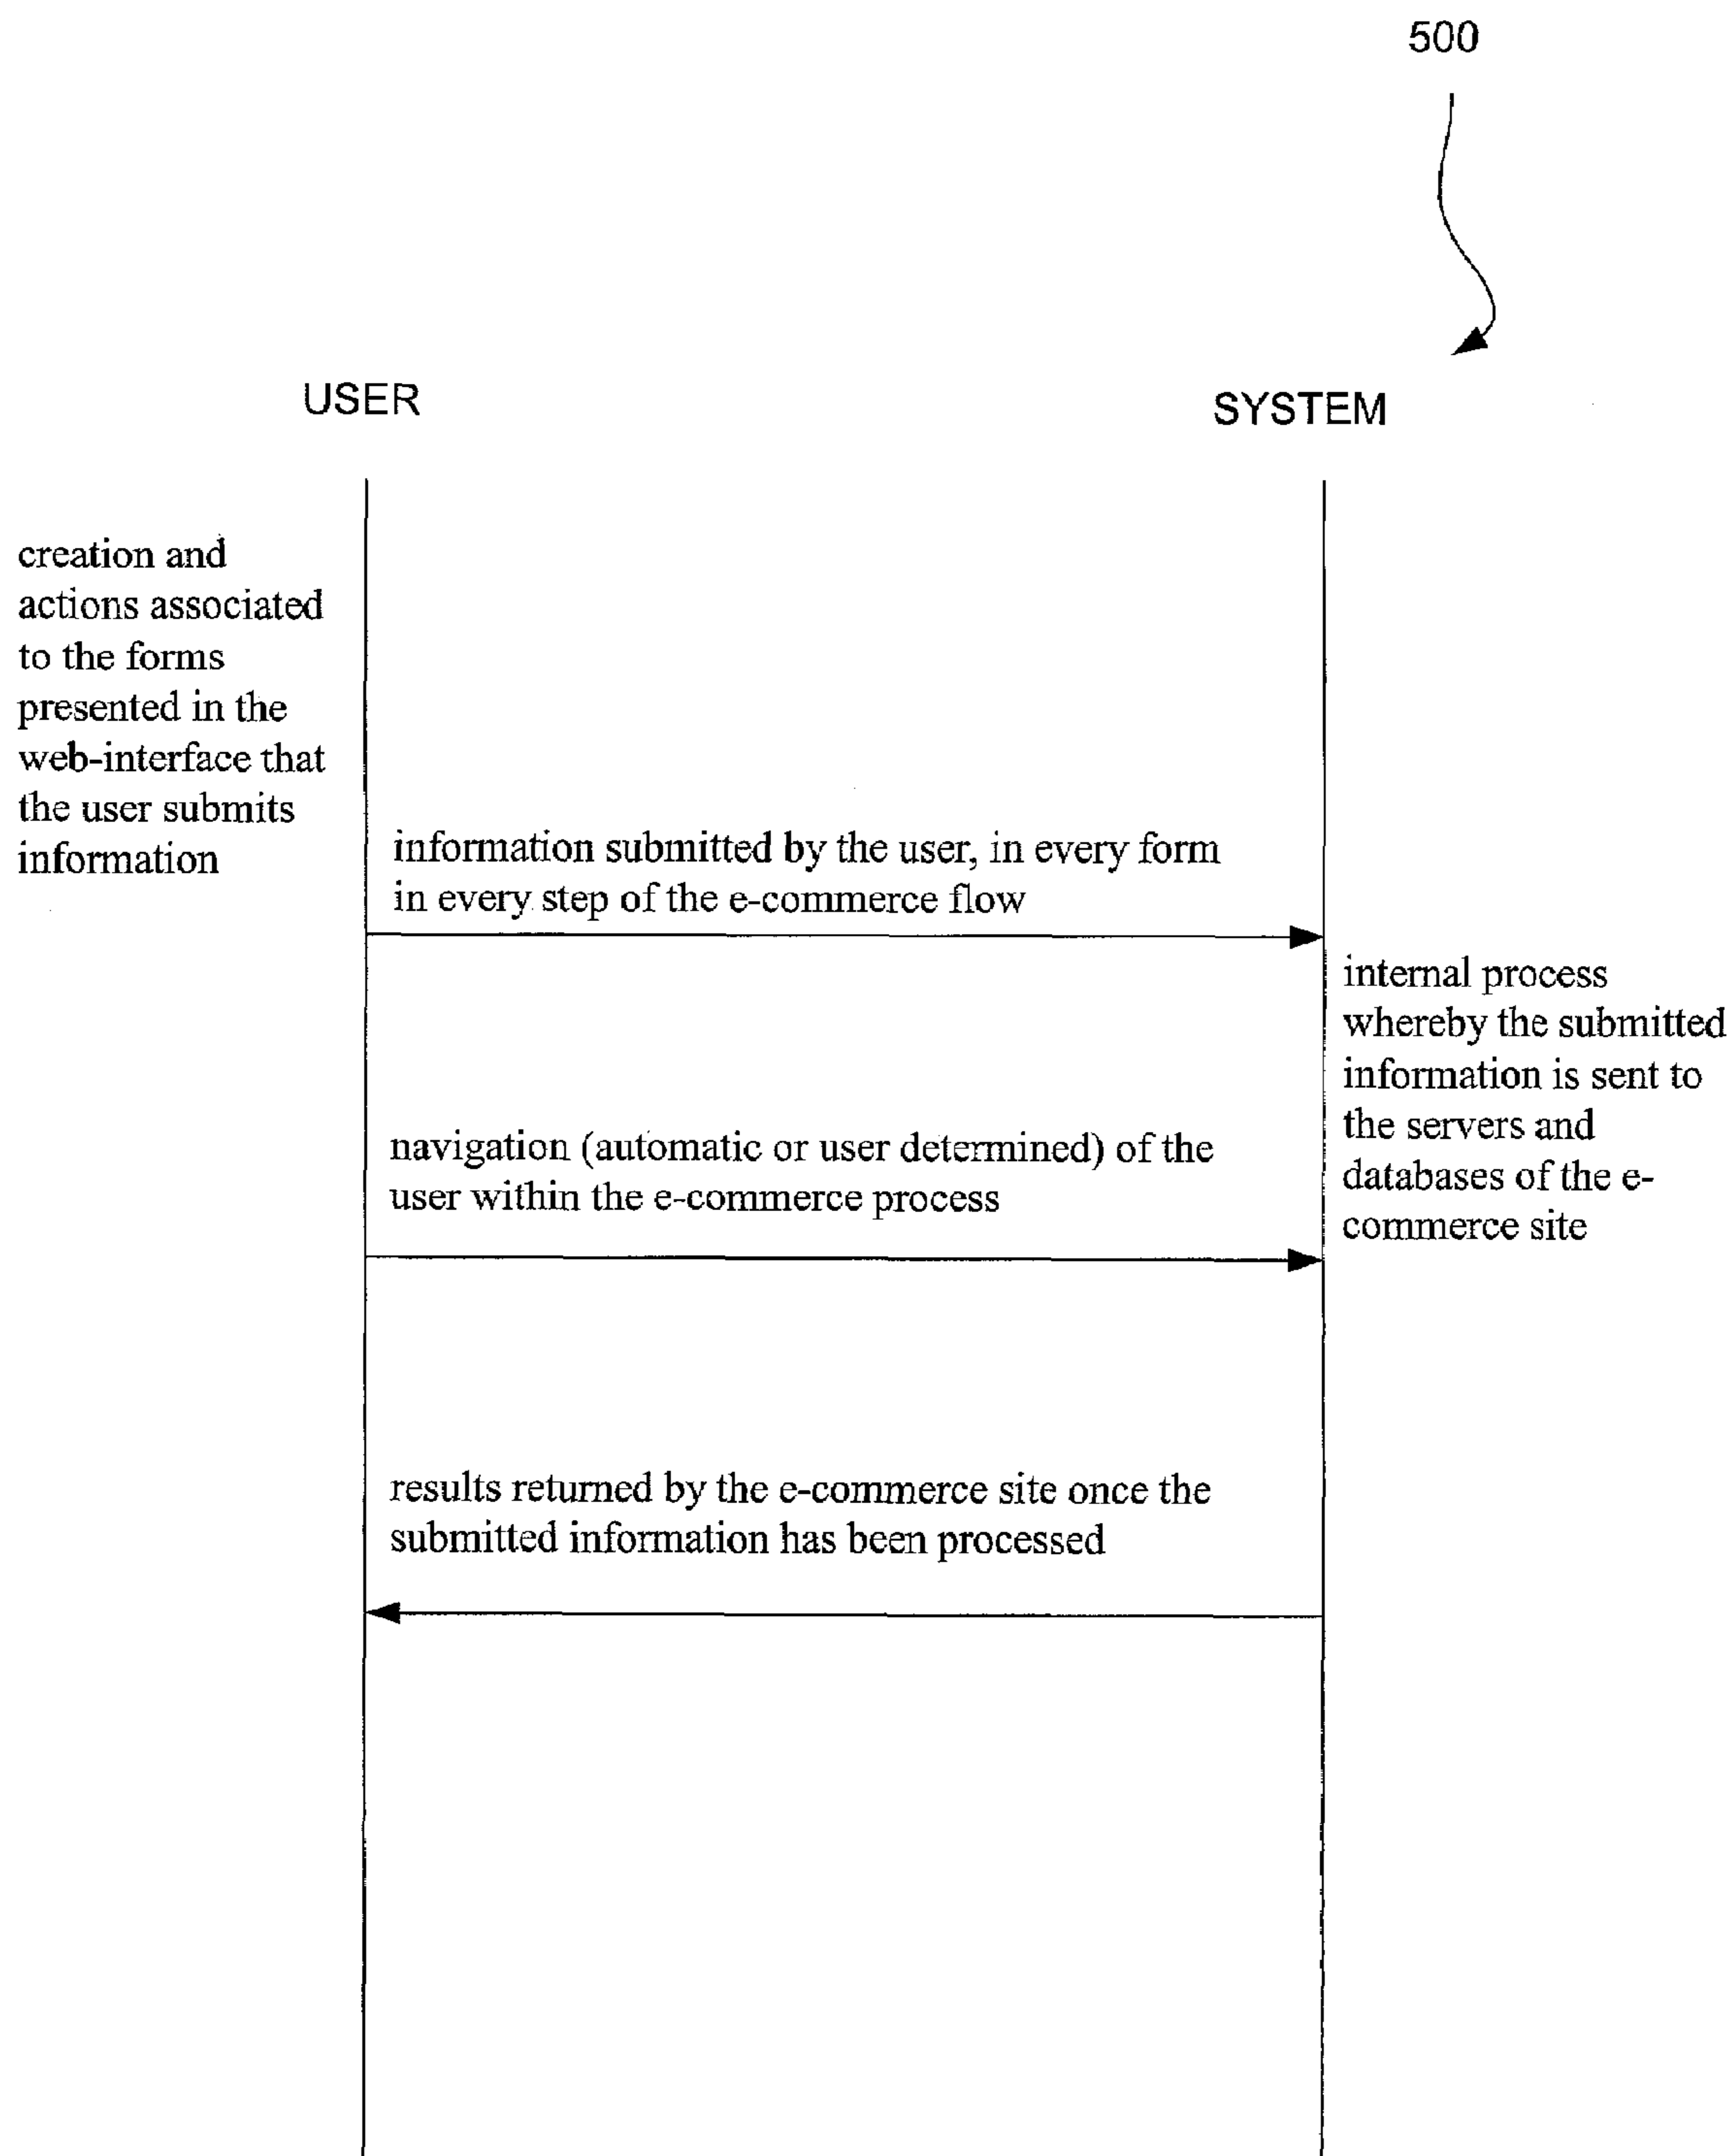 500
USER
SYSTEM
creation and
actions associated
to the forms
presented in the
web-interface that
the user submits
information
information submitted by the user, in every form
in every step of the e-commerce flow
internal process
whereby the submitted
information is sent to
the servers and
databases of the e-
commerce site
navigation (automatic or user determined) of the
user within the e-commerce process
results returned by the e-commerce site once the
submitted information has been processed